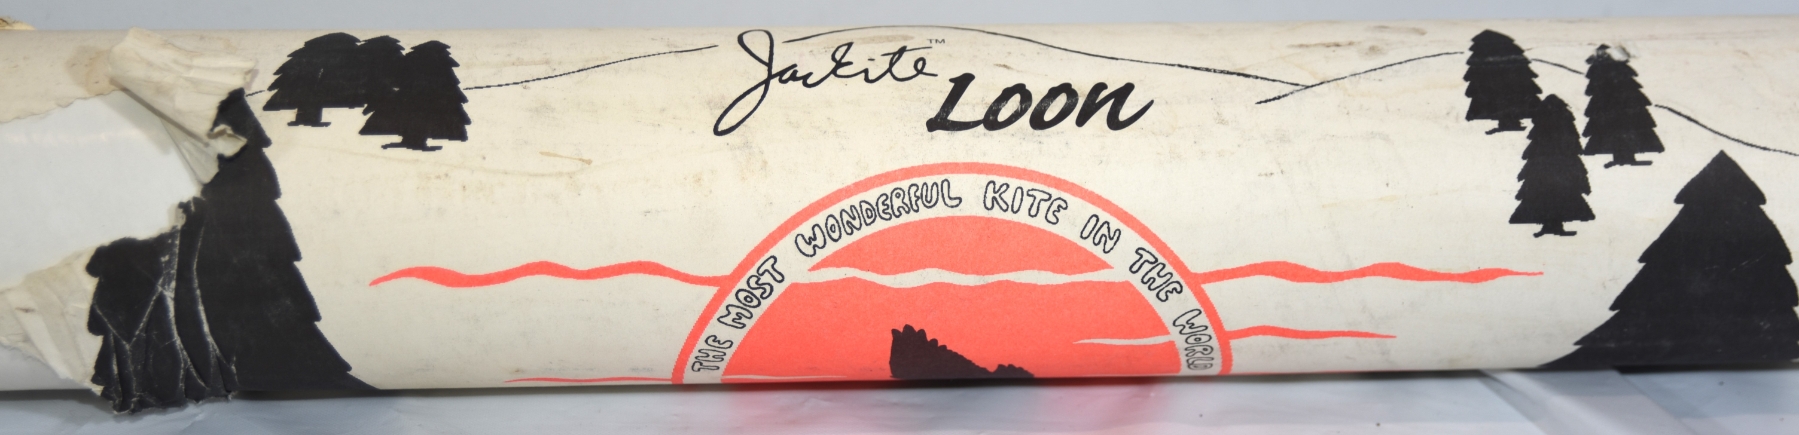 Jackite™
Loon
THE MOST WONDERFUL KITE IN THE WORLD